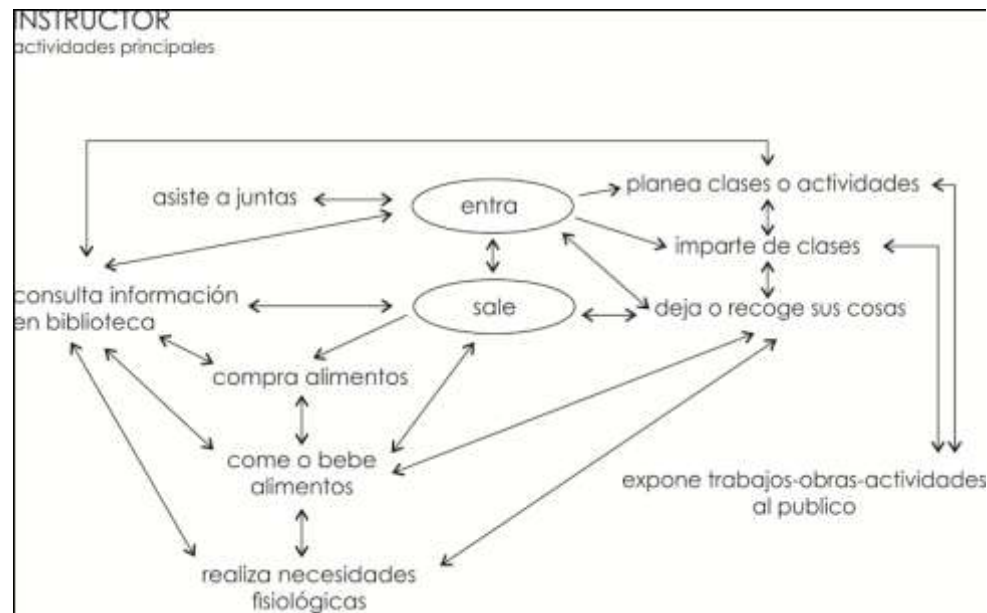 INSTRUCTOR
actividades principales
asiste a juntas
entra
planea clases o actividades
imparte de clases
consulta información
en biblioteca
sale
deja o recoge sus cosas
compra alimentos
come o bebe
alimentos
expone trabajos-obras-actividades
al publico
realiza necesidades
fisiológicas